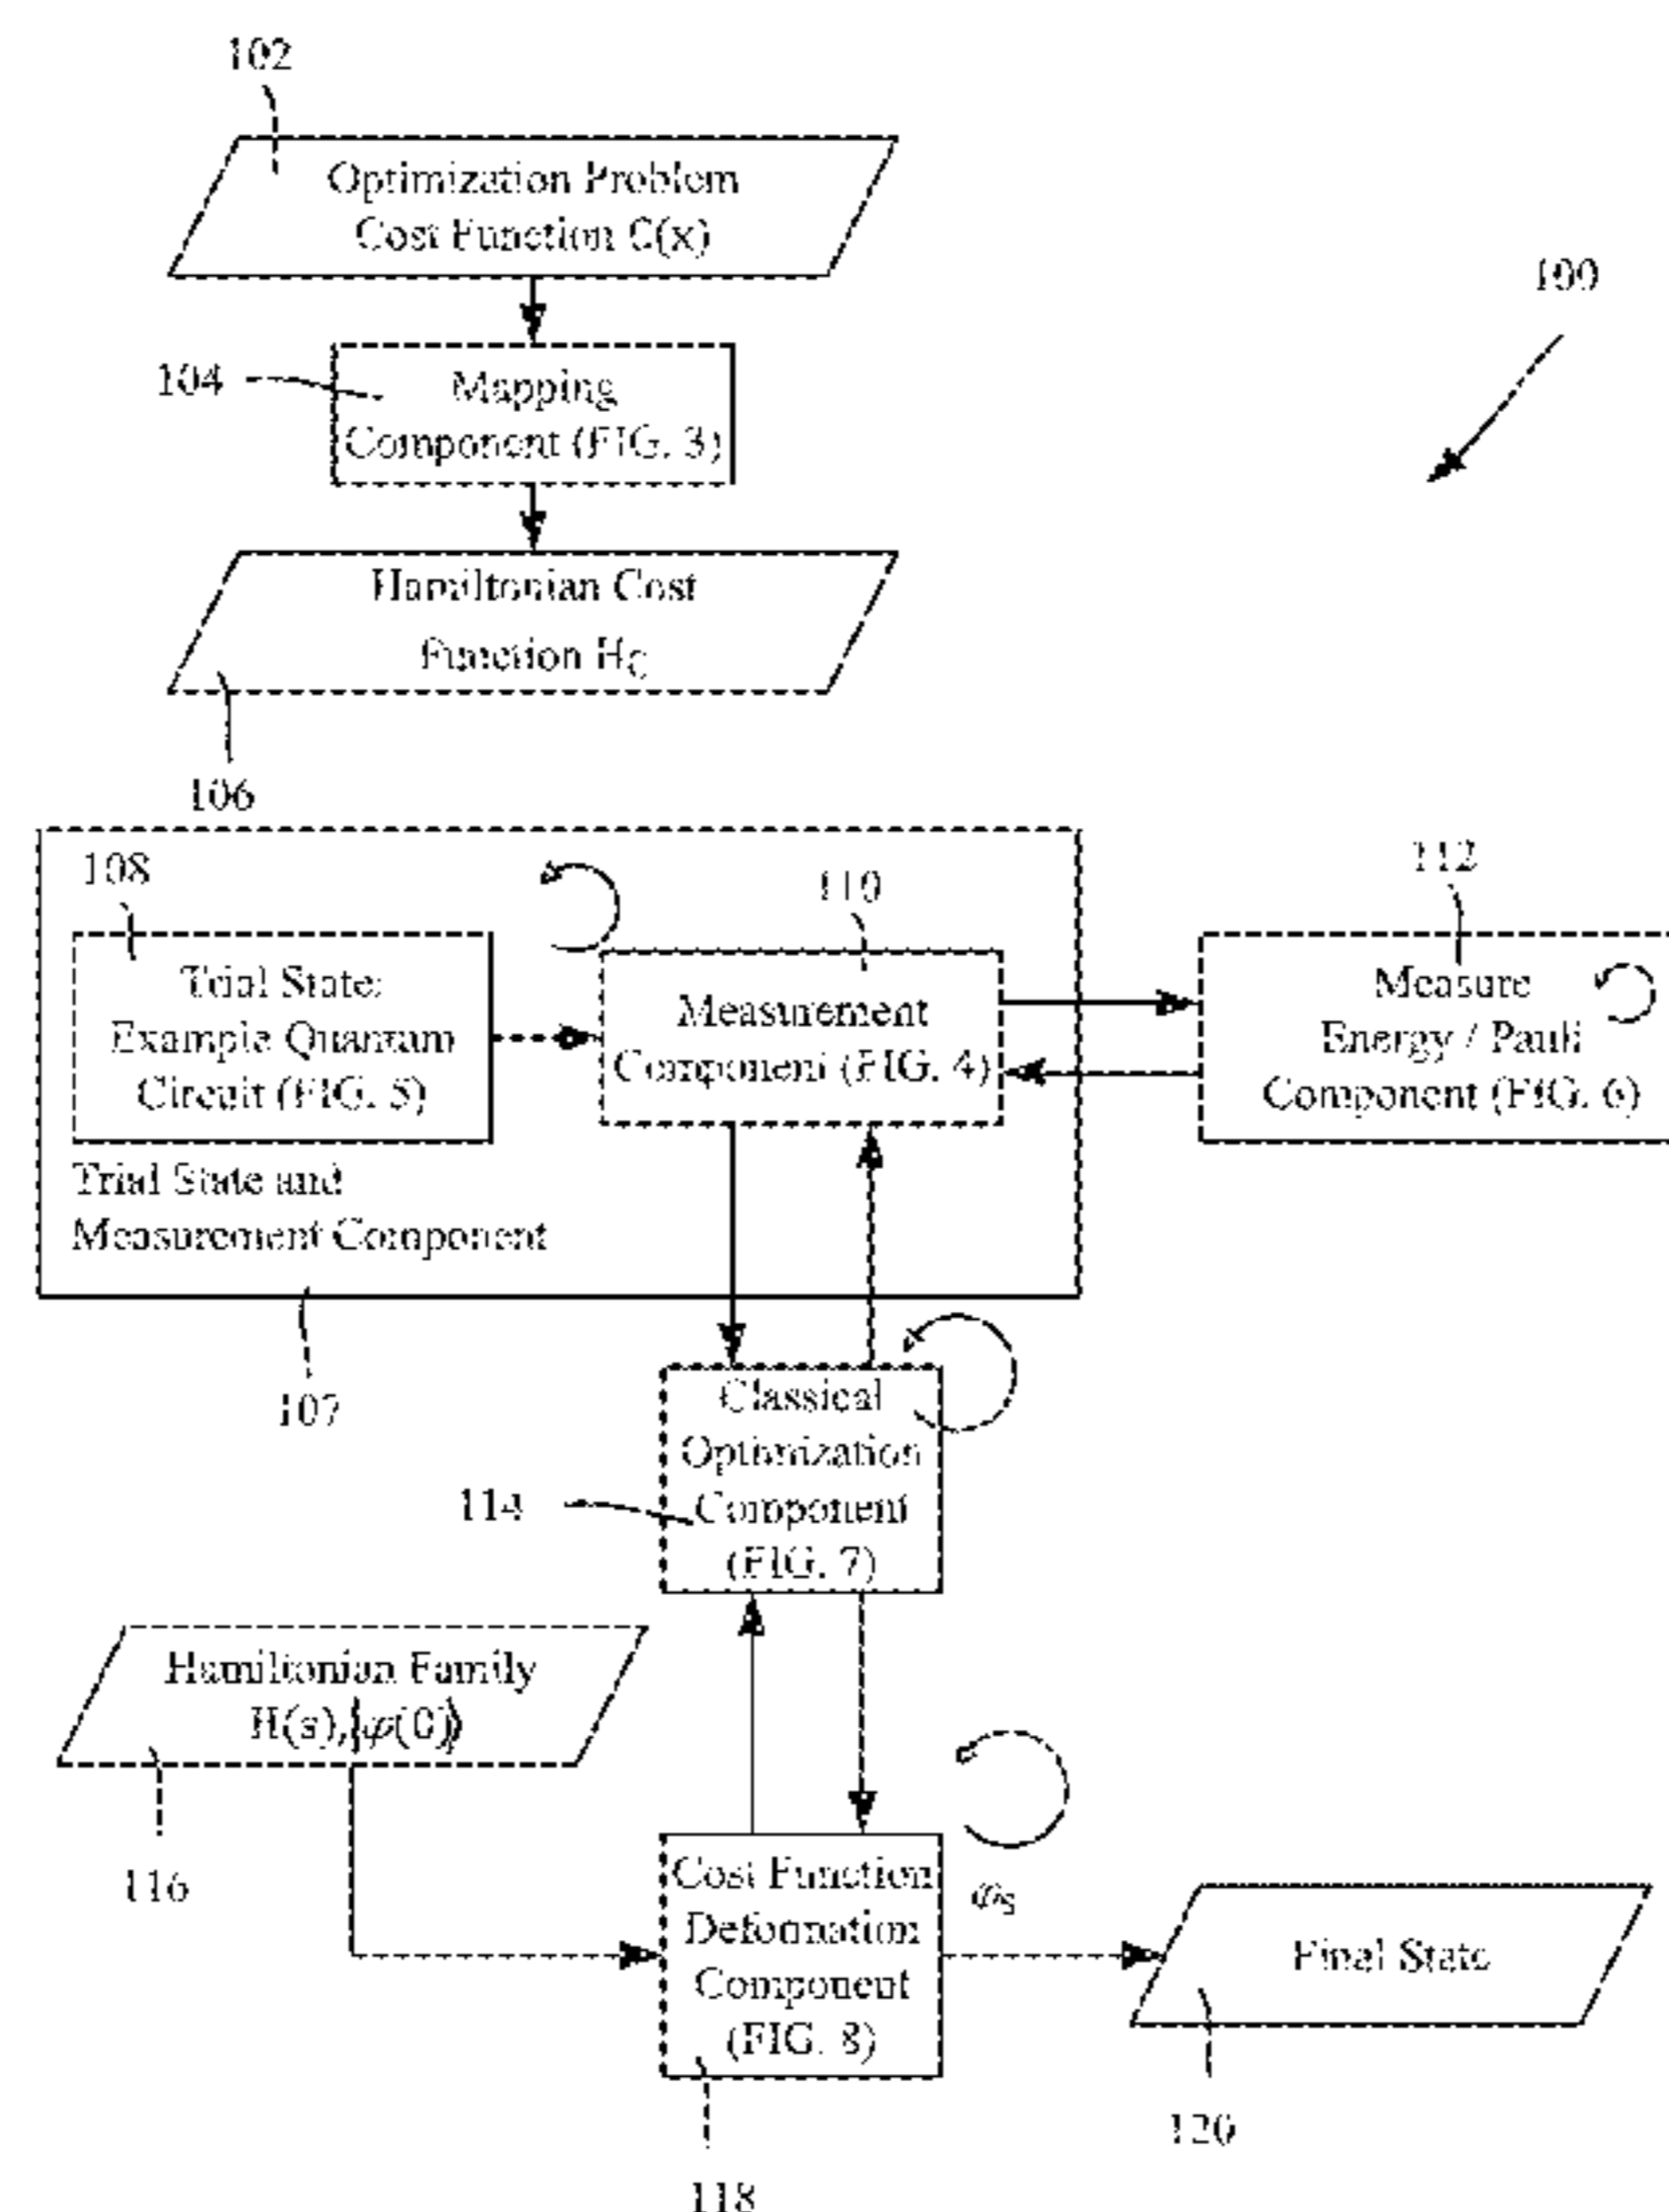 102
Optimization Problem
Cost Function C(x)
100
104
Mapping
Component (FIG. 3)
Hamiltonian Cost
Function H_C
106
108
110
112
Trial State:
Example Quantum
Circuit (FIG. 5)
Measurement
Component (FIG. 4)
Measure
Energy / Pauli
Component (FIG. 6)
Trial State and
Measurement Component
107
Classical
Optimization
Component
(FIG. 7)
114
Hamiltonian Family
H(s), |φ(0)⟩
116
Cost Function
Deformation
Component
(FIG. 8)
φ_S
Final State
120
118